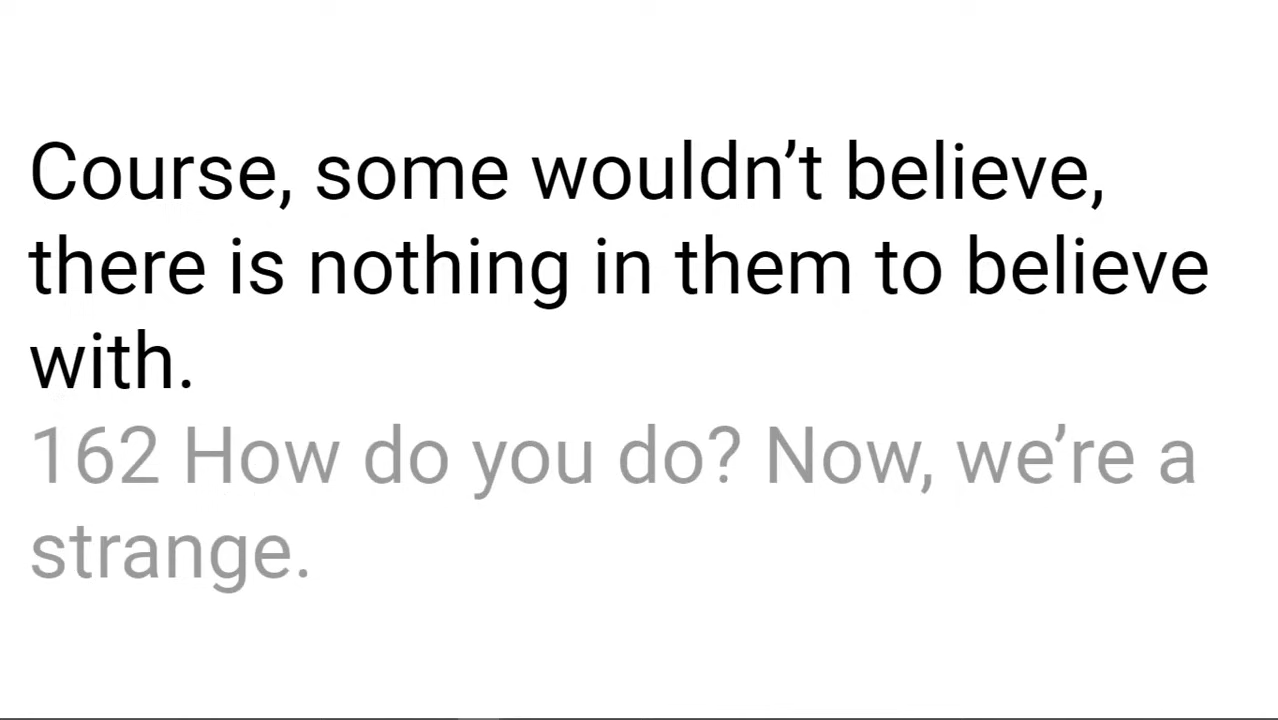 Course, some wouldn’t believe,
there is nothing in them to believe
with.
162 How do you do? Now, we’re a
strange.